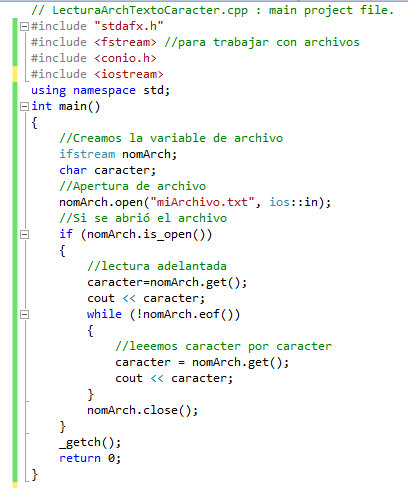 // LecturaArchTextoCaracter.cpp : main project file.
#include "stdafx.h"
#include <fstream> //para trabajar con archivos
#include <conio.h>
#include <iostream>
using namespace std;
int main()
{
    //Creamos la variable de archivo
    ifstream nomArch;
    char caracter;
    //Apertura de archivo
    nomArch.open("miArchivo.txt", ios::in);
    //Si se abrió el archivo
    if (nomArch.is_open())
    {
        //lectura adelantada
        caracter=nomArch.get();
        cout << caracter;
        while (!nomArch.eof())
        {
            //leeemos caracter por caracter
            caracter = nomArch.get();
            cout << caracter;
        }
        nomArch.close();
    }
    _getch();
    return 0;
}